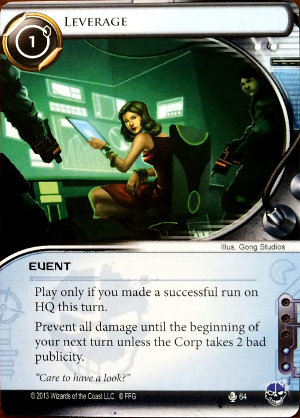 LEVERAGE
1
Illus. Gong Studios
EVENT
Play only if you made a successful run on
HQ this turn.
Prevent all damage until the beginning of
your next turn unless the Corp takes 2 bad
publicity.
“Care to have a look?”
© 2013 Wizards of the Coast LLC. © FFG
64